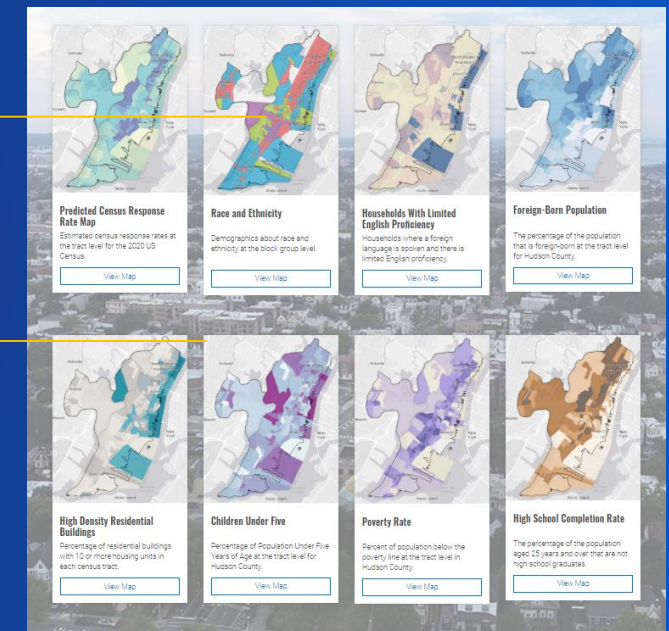 Predicted Census Response
Rate Map
Estimated census response rates at
the tract level for the 2020 US
Census.
View Map
Race and Ethnicity
Demographics about race and
ethnicity at the block group level.
View Map
Households With Limited
English Proficiency
Households where a foreign
language is spoken and there is
limited English proficiency.
View Map
Foreign-Born Population
The percentage of the population
that is foreign-born at the tract level
for Hudson County.
View Map
High Density Residential
Buildings
Percentage of residential buildings
with 10 or more housing units in
each census tract.
View Map
Children Under Five
Percentage of Population Under Five
Years of Age at the tract level for
Hudson County.
View Map
Poverty Rate
Percent of population below the
poverty line at the tract level in
Hudson County.
View Map
High School Completion Rate
The percentage of the population
aged 25 years and over that are not
high school graduates.
View Map